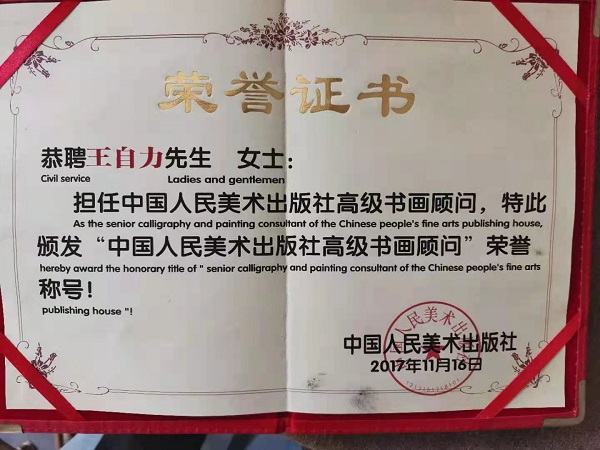 荣誉证书
恭聘王自力先生 女士：
Civil service Ladies and gentlemen
担任中国人民美术出版社高级书画顾问，特此
As the senior calligraphy and painting consultant of the Chinese people's fine arts publishing house,
颁发“中国人民美术出版社高级书画顾问”荣誉
hereby award the honorary title of " senior calligraphy and painting consultant of the Chinese people's fine arts
称号！
publishing house "!
中国人民美术出版社
2017年11月16日